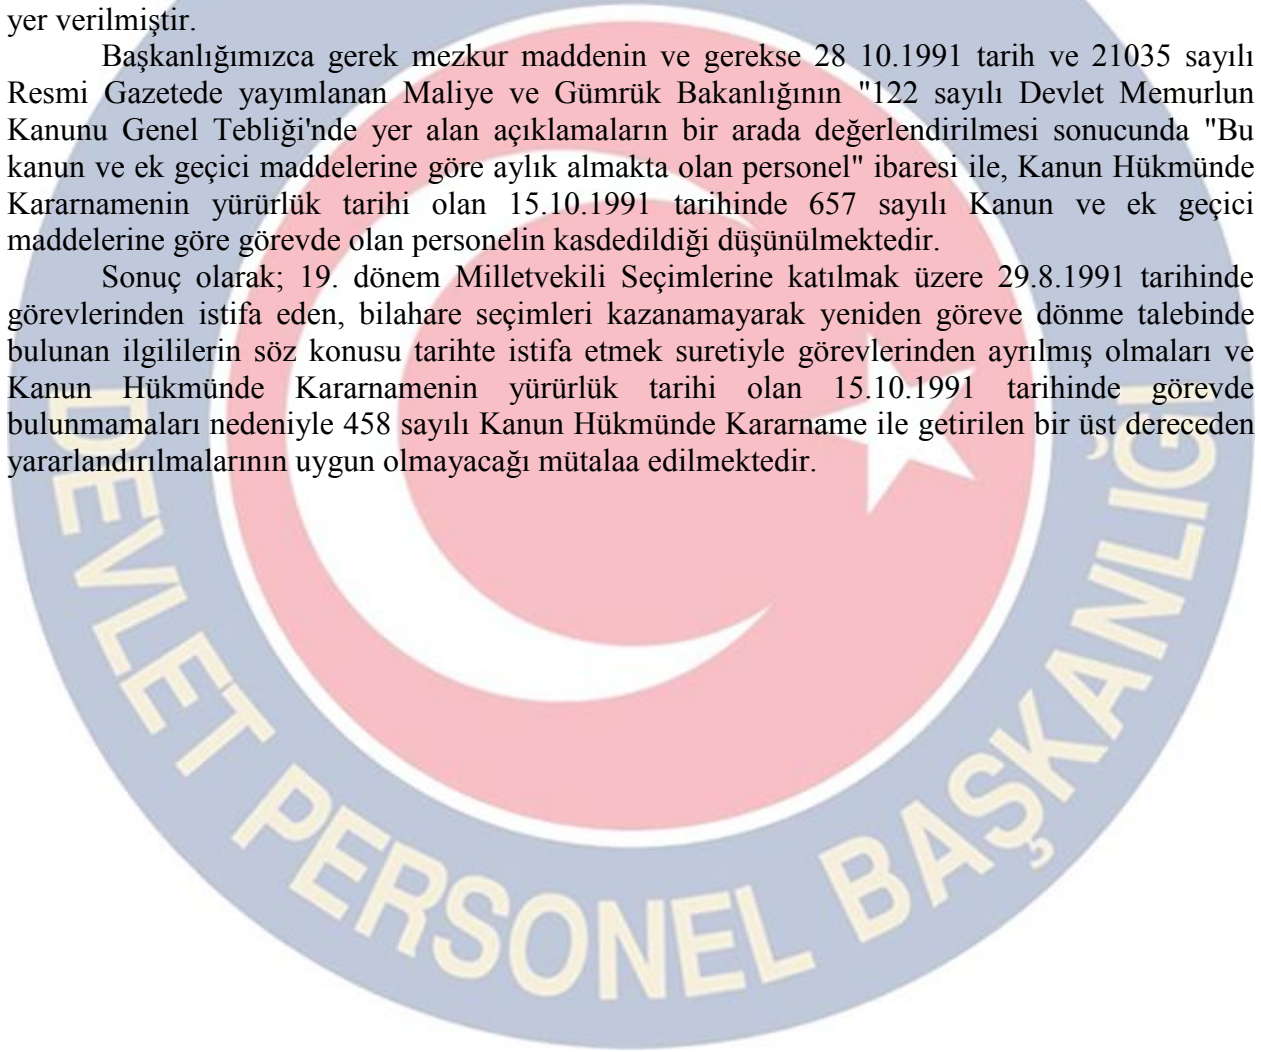 yer verilmiştir.
Başkanlığımızca gerek mezkur maddenin ve gerekse 28 10.1991 tarih ve 21035 sayılı
Resmi Gazetede yayımlanan Maliye ve Gümrük Bakanlığının "122 sayılı Devlet Memurlun
Kanunu Genel Tebliği'nde yer alan açıklamaların bir arada değerlendirilmesi sonucunda "Bu
kanun ve ek geçici maddelerine göre aylık almakta olan personel" ibaresi ile, Kanun Hükmünde
Kararnamenin yürürlük tarihi olan 15.10.1991 tarihinde 657 sayılı Kanun ve ek geçici
maddelerine göre görevde olan personelin kasdedildiği düşünülmektedir.
Sonuç olarak; 19. dönem Milletvekili Seçimlerine katılmak üzere 29.8.1991 tarihinde
görevlerinden istifa eden, bilahare seçimleri kazanamayarak yeniden göreve dönme talebinde
bulunan ilgililerin söz konusu tarihte istifa etmek suretiyle görevlerinden ayrılmış olmaları ve
Kanun Hükmünde Kararnamenin yürürlük tarihi olan 15.10.1991 tarihinde görevde
bulunmamaları nedeniyle 458 sayılı Kanun Hükmünde Kararname ile getirilen bir üst dereceden
yararlandırılmalarının uygun olmayacağı mütalaa edilmektedir.
DEVLET PERSONEL BAŞKANLIĞI